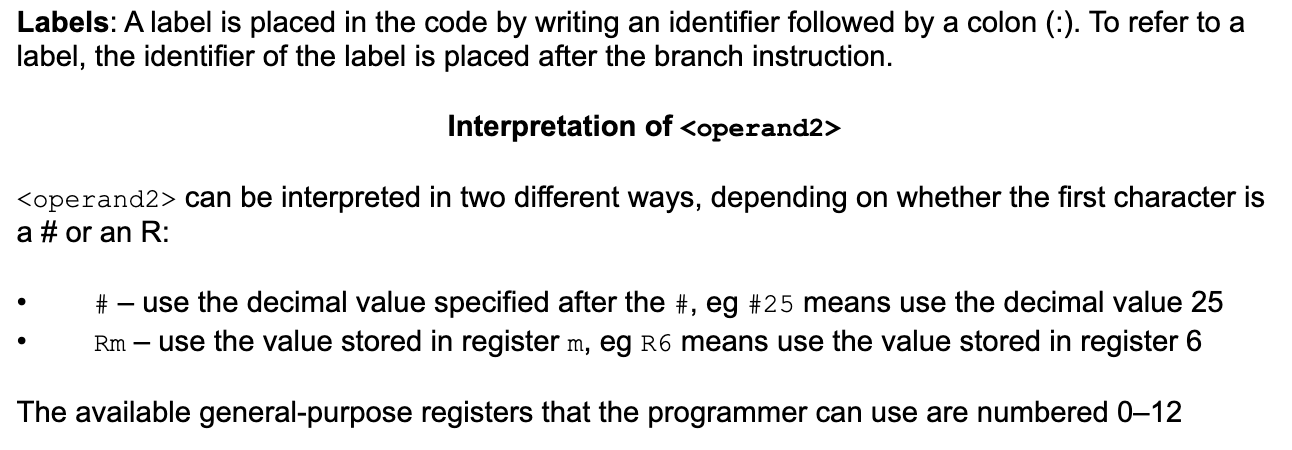 Labels: A label is placed in the code by writing an identifier followed by a colon (:). To refer to a
label, the identifier of the label is placed after the branch instruction.
Interpretation of <operand2>
<operand2> can be interpreted in two different ways, depending on whether the first character is
a # or an R:
• # – use the decimal value specified after the #, eg #25 means use the decimal value 25
• Rm – use the value stored in register m, eg R6 means use the value stored in register 6
The available general-purpose registers that the programmer can use are numbered 0–12